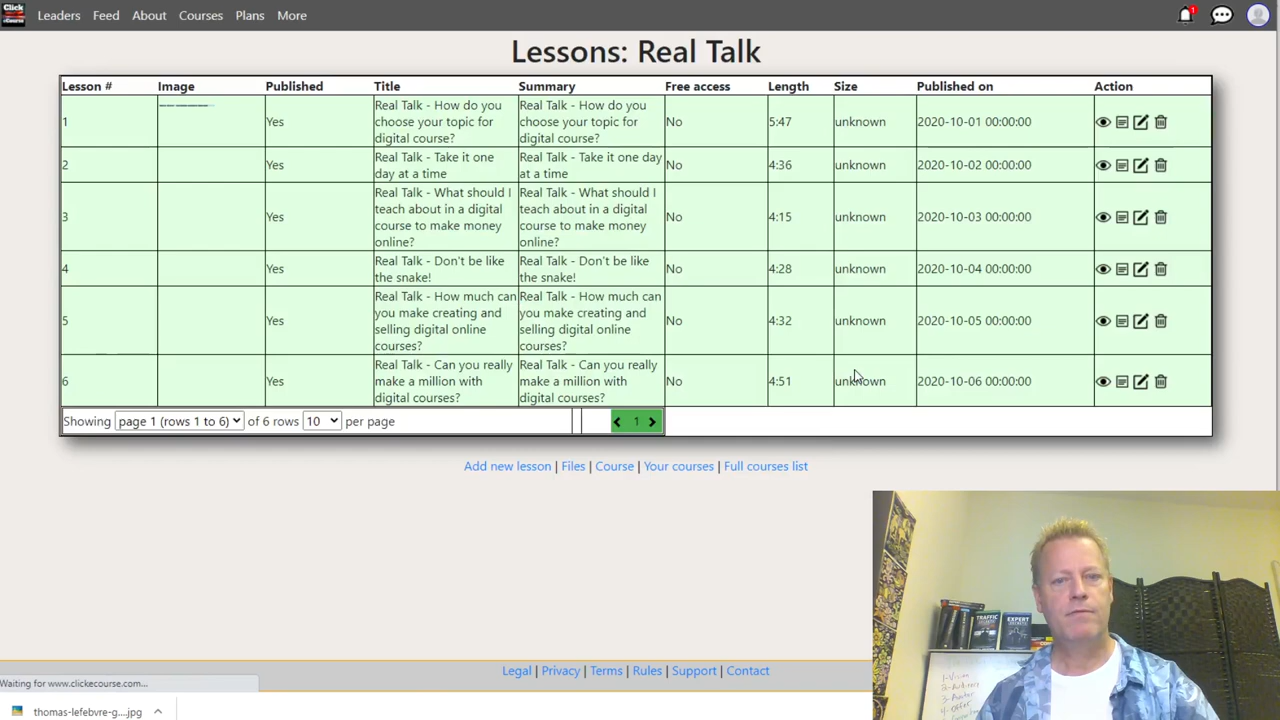 Click eCourse Leaders Feed About Courses Plans More 1
Lessons: Real Talk
Lesson # Image Published Title Summary Free access Length Size Published on Action
1 Yes Real Talk - How do you choose your topic for digital course? Real Talk - How do you choose your topic for digital course? No 5:47 unknown 2020-10-01 00:00:00
2 Yes Real Talk - Take it one day at a time Real Talk - Take it one day at a time No 4:36 unknown 2020-10-02 00:00:00
3 Yes Real Talk - What should I teach about in a digital course to make money online? Real Talk - What should I teach about in a digital course to make money online? No 4:15 unknown 2020-10-03 00:00:00
4 Yes Real Talk - Don't be like the snake! Real Talk - Don't be like the snake! No 4:28 unknown 2020-10-04 00:00:00
5 Yes Real Talk - How much can you make creating and selling digital online courses? Real Talk - How much can you make creating and selling digital online courses? No 4:32 unknown 2020-10-05 00:00:00
6 Yes Real Talk - Can you really make a million with digital courses? Real Talk - Can you really make a million with digital courses? No 4:51 unknown 2020-10-06 00:00:00
Showing page 1 (rows 1 to 6) of 6 rows 10 per page 1
Add new lesson | Files | Course | Your courses | Full courses list
TRAFFIC SECRETS EXPERT SECRETS
Legal | Privacy | Terms | Rules | Support | Contact
Waiting for www.clickecourse.com...
thomas-lefebvre-g....jpg